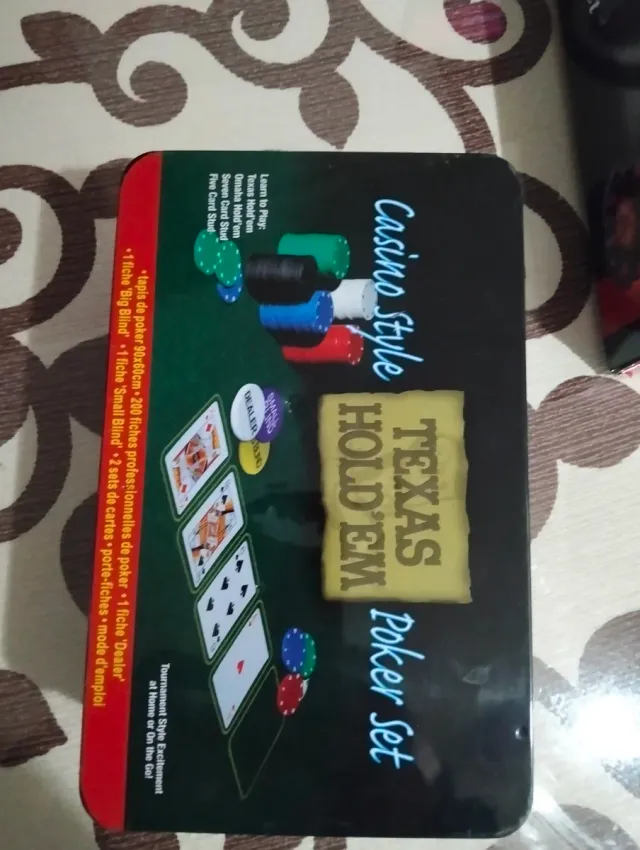 Casino Style
TEXAS
HOLD'EM
Poker Set
Learn to Play:
Texas Hold'em
Omaha Hold'em
Seven Card Stud
Five Card Stud
DEALER
Tournament Style Excitement
at Home or On the Go!
•tapis de poker 90x60cm • 200 fiches professionnelles de poker • 1 fiche 'Dealer'
•1 fiche 'Big Blind' •1 fiche 'Small Blind' • 2 sets de cartes • porte-fiches • mode d'emploi